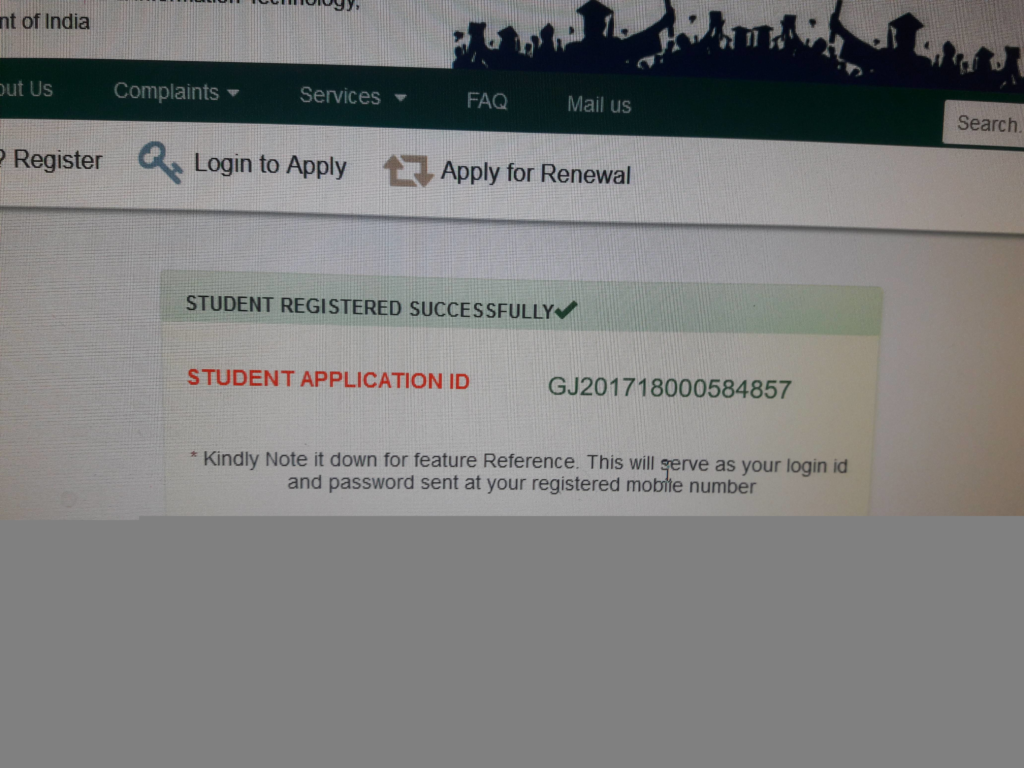 Information Technology,
nt of India
out Us Complaints Services FAQ Mail us Search.
? Register Login to Apply Apply for Renewal
STUDENT REGISTERED SUCCESSFULLY
STUDENT APPLICATION ID GJ201718000584857
* Kindly Note it down for feature Reference. This will serve as your login id
and password sent at your registered mobile number